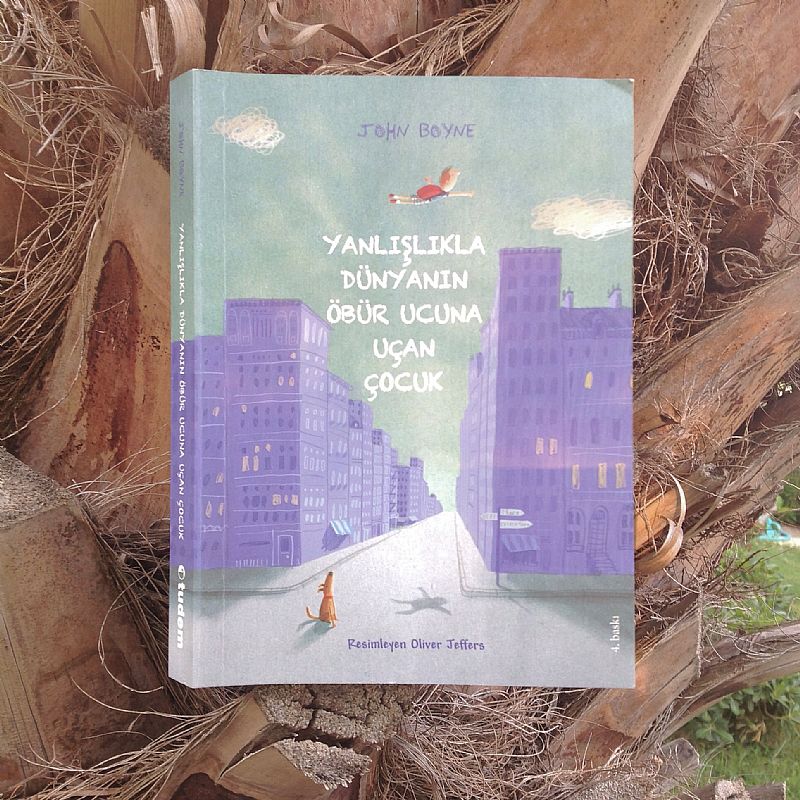 JOHN BOYNE
YANLIŞLIKLA
DÜNYANIN
ÖBÜR UCUNA
UÇAN
ÇOCUK
Resimleyen Oliver Jeffers
4. baskı
JOHN BOYNE
YANLIŞLIKLA DÜNYANIN ÖBÜR UCUNA UÇAN ÇOCUK
tudem